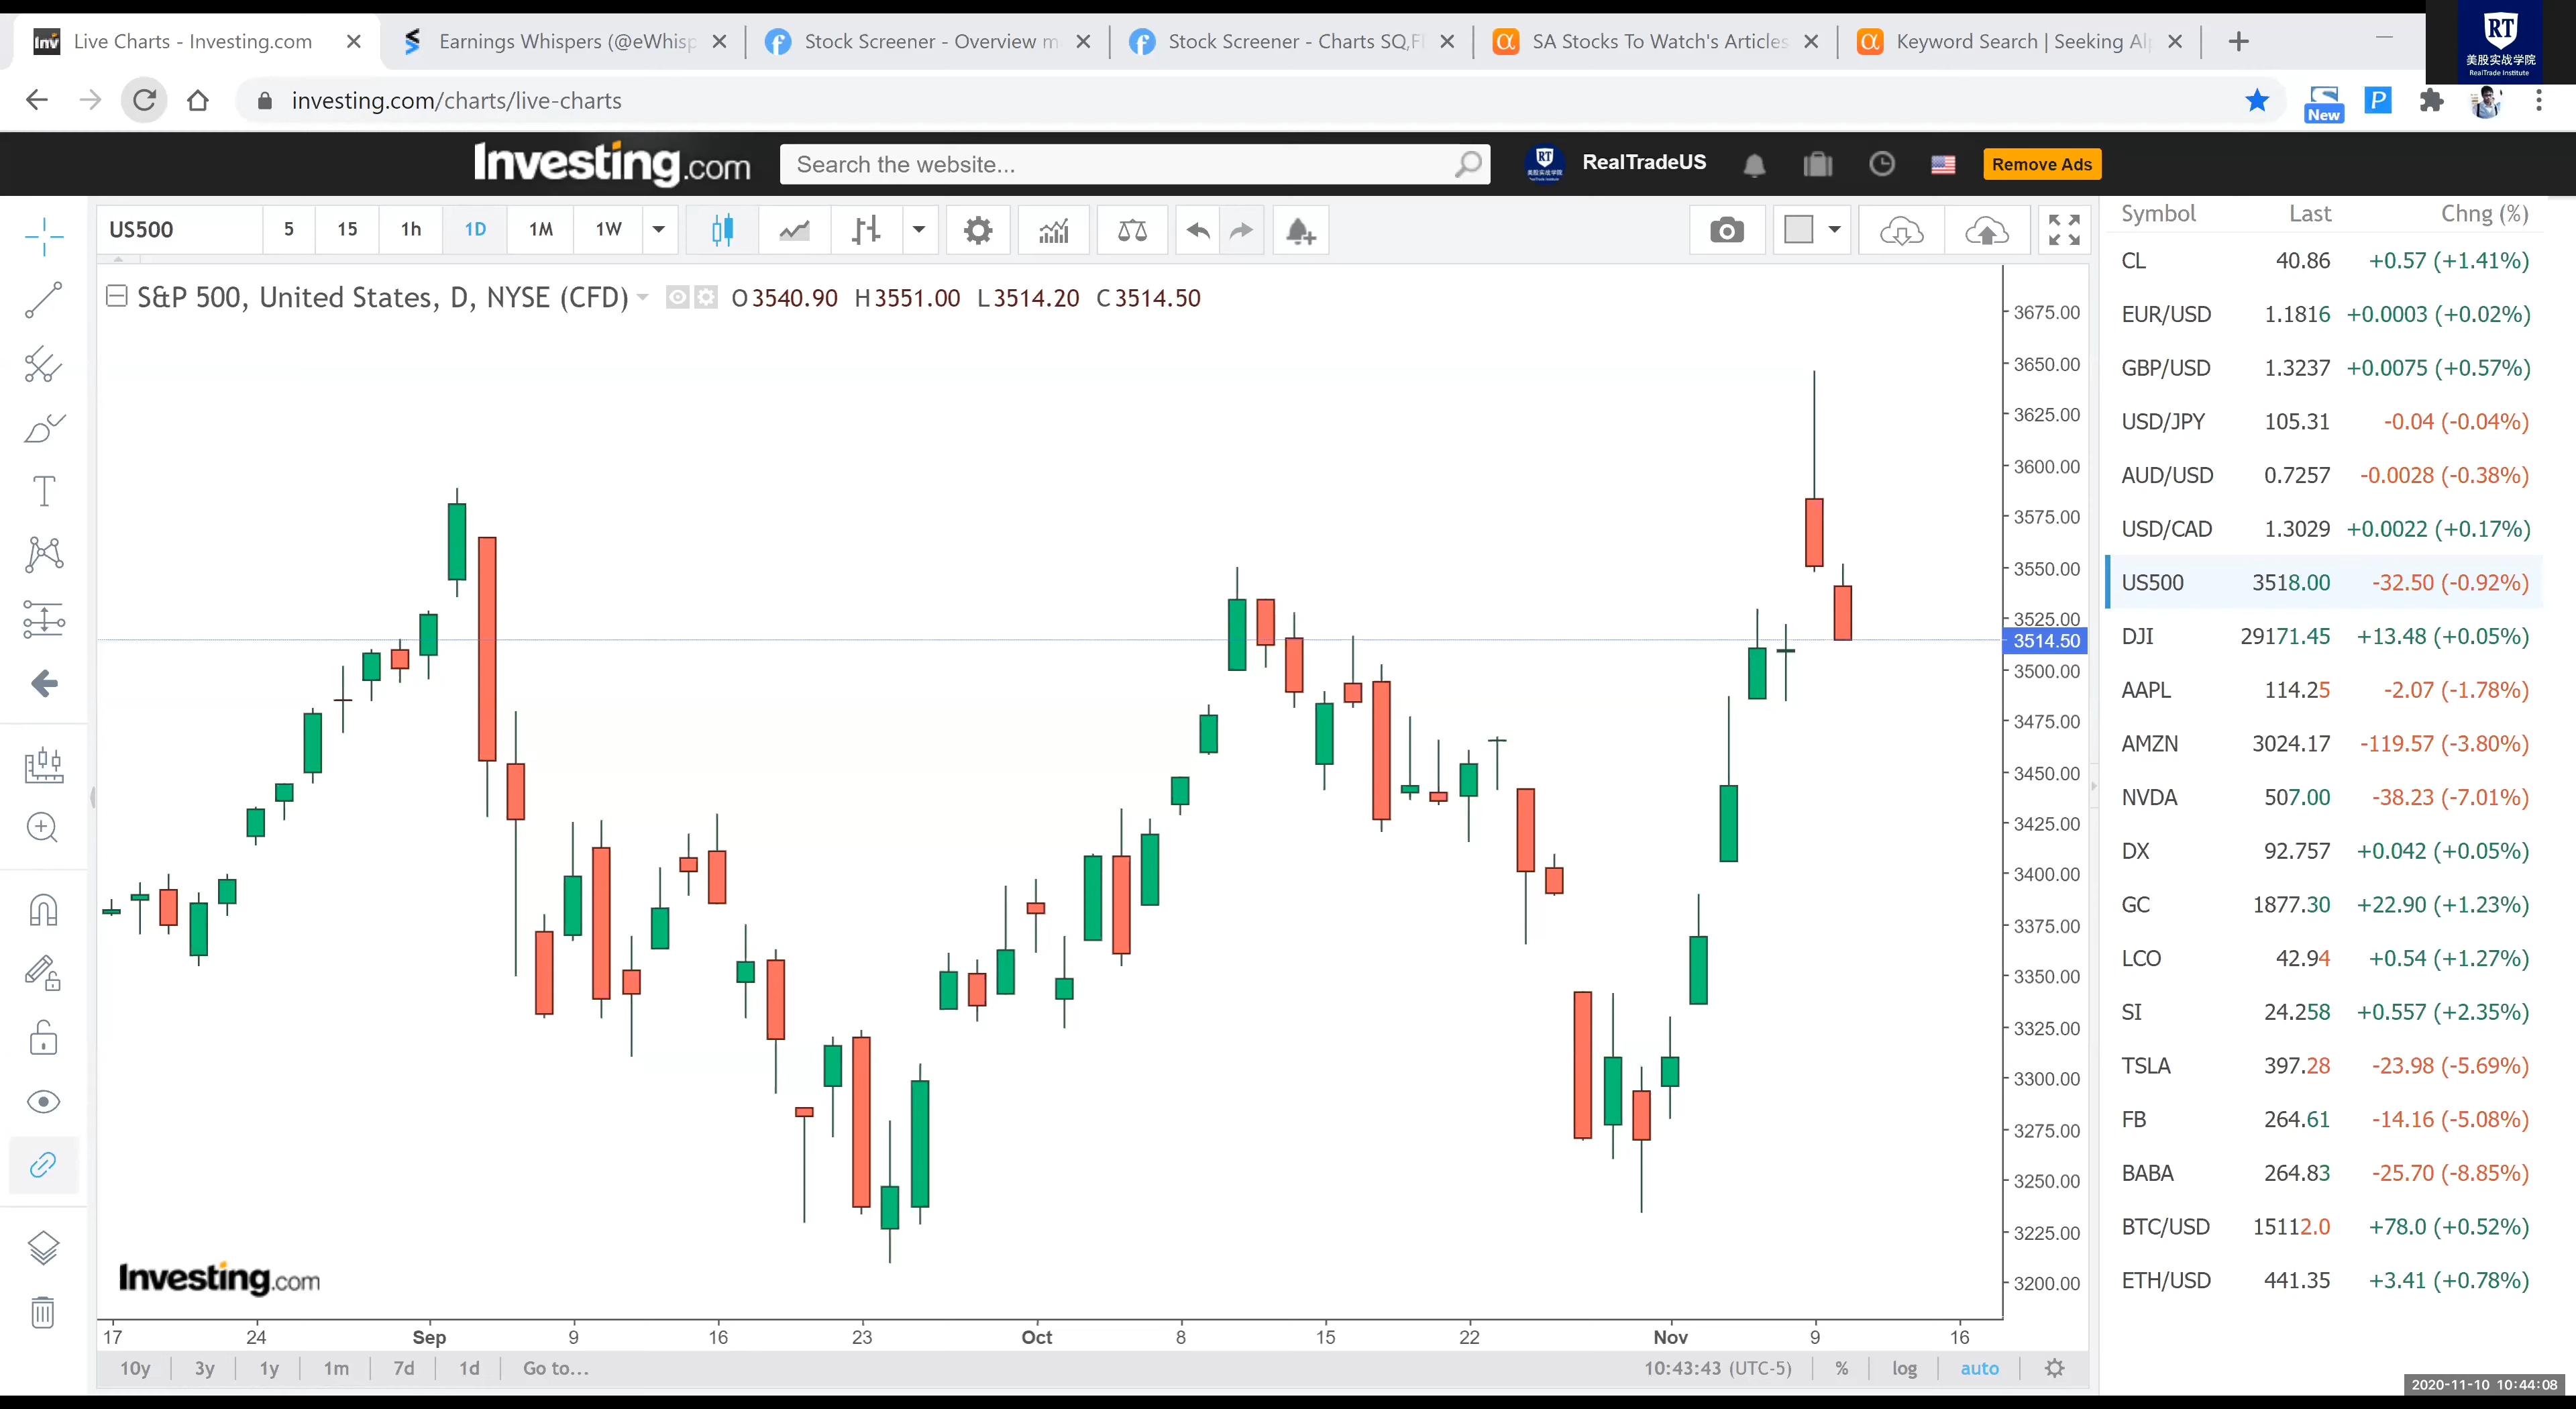 Live Charts - Investing.com
Earnings Whispers (@eWhisp
Stock Screener - Overview m
Stock Screener - Charts SQ,F
SA Stocks To Watch's Articles
Keyword Search | Seeking Al
RT
美股实战学院
RealTrade Institute
investing.com/charts/live-charts
New
P
Investing.com
Search the website...
RT
美股实战学院
RealTradeUS
Remove Ads
US500 5 15 1h 1D 1M 1W
S&P 500, United States, D, NYSE (CFD) O3540.90 H3551.00 L3514.20 C3514.50
3675.00
3650.00
3625.00
3600.00
3575.00
3550.00
3525.00
3514.50
3500.00
3475.00
3450.00
3425.00
3400.00
3375.00
3350.00
3325.00
3300.00
3275.00
3250.00
3225.00
3200.00
Investing.com
17 24 Sep 9 16 23 Oct 8 15 22 Nov 9 16
10y 3y 1y 1m 7d 1d Go to... 10:43:43 (UTC-5) % log auto
Symbol Last Chng (%)
CL 40.86 +0.57 (+1.41%)
EUR/USD 1.1816 +0.0003 (+0.02%)
GBP/USD 1.3237 +0.0075 (+0.57%)
USD/JPY 105.31 -0.04 (-0.04%)
AUD/USD 0.7257 -0.0028 (-0.38%)
USD/CAD 1.3029 +0.0022 (+0.17%)
US500 3518.00 -32.50 (-0.92%)
DJI 29171.45 +13.48 (+0.05%)
AAPL 114.25 -2.07 (-1.78%)
AMZN 3024.17 -119.57 (-3.80%)
NVDA 507.00 -38.23 (-7.01%)
DX 92.757 +0.042 (+0.05%)
GC 1877.30 +22.90 (+1.23%)
LCO 42.94 +0.54 (+1.27%)
SI 24.258 +0.557 (+2.35%)
TSLA 397.28 -23.98 (-5.69%)
FB 264.61 -14.16 (-5.08%)
BABA 264.83 -25.70 (-8.85%)
BTC/USD 15112.0 +78.0 (+0.52%)
ETH/USD 441.35 +3.41 (+0.78%)
2020-11-10 10:44:08